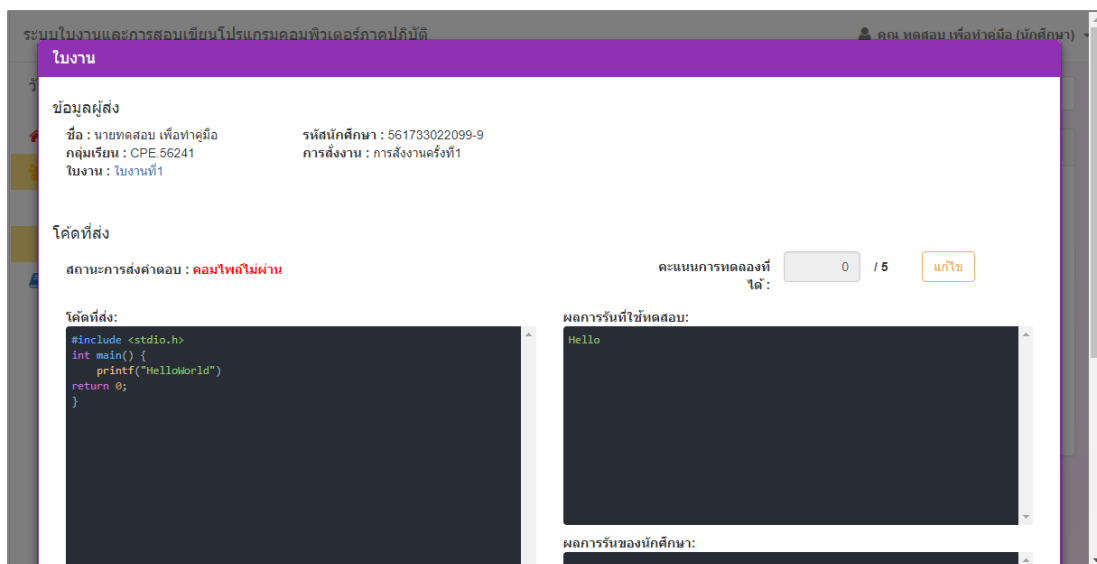 ระบบใบงานและการสอบเขียนโปรแกรมคอมพิวเตอร์ภาคปฏิบัติ คุณ ทดสอบ เพื่อทำคู่มือ (นักศึกษา)
ใบงาน
ข้อมูลผู้ส่ง
ชื่อ : นายทดสอบ เพื่อทำคู่มือ รหัสนักศึกษา : 561733022099-9
กลุ่มเรียน : CPE.56241 การสั่งงาน : การสั่งงานครั้งที่1
ใบงาน : ใบงานที่1
โค้ดที่ส่ง
สถานะการส่งคำตอบ : คอมไพล์ไม่ผ่าน คะแนนการทดลองที่ 0 / 5 แก้ไข
ได้ :
โค้ดที่ส่ง: ผลการรันที่ใช้ทดสอบ:
#include <stdio.h> Hello
int main() {
printf("HelloWorld")
return 0;
}
ผลการรันของนักศึกษา: